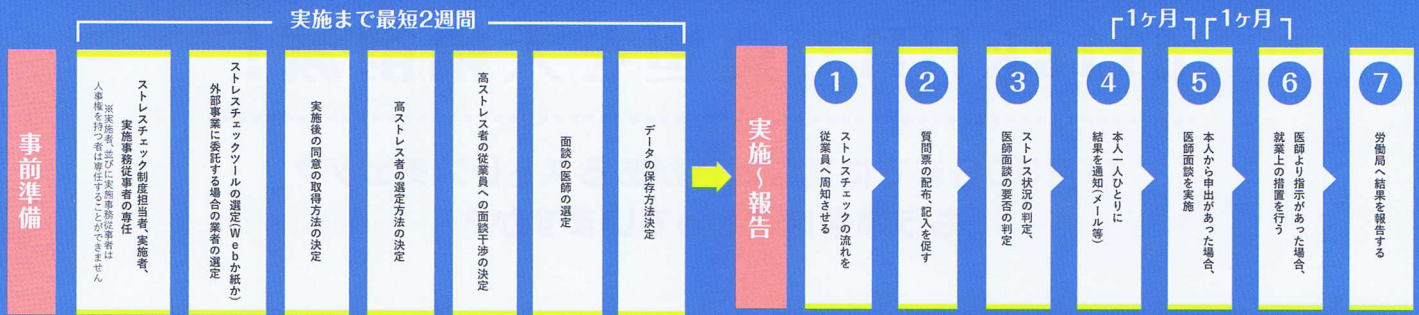 実施まで最短2週間
事前準備
ストレスチェック制度担当者、実施者、
実施事務従事者の専任
※実施者、並びに実施事務従事者は
人事権を持つ者は専任することができません
ストレスチェックツールの選定(Webか紙か)
外部事業に委託する場合の業者の選定
実施後の同意の取得方法の決定
高ストレス者の選定方法の決定
高ストレス者の従業員への面談干渉の決定
面談の医師の選定
データの保存方法決定
実施～報告
1ヶ月
1ヶ月
1
ストレスチェックの流れを
従業員へ周知させる
2
質問票の配布、記入を促す
3
ストレス状況の判定、
医師面談の要否の判定
4
本人一人ひとりに
結果を通知(メール等)
5
本人から申出があった場合、
医師面談を実施
6
医師より指示があった場合、
就業上の措置を行う
7
労働局へ結果を報告する